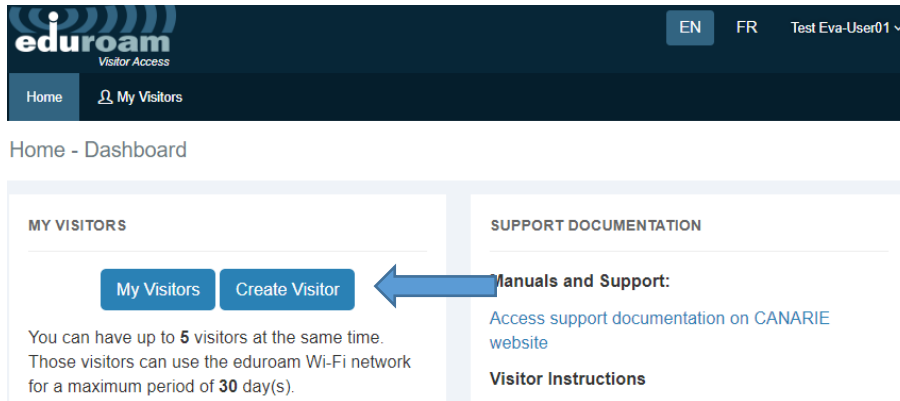 eduroam
Visitor Access
EN FR Test Eva-User01
Home My Visitors
Home - Dashboard
MY VISITORS
My Visitors Create Visitor
You can have up to 5 visitors at the same time.
Those visitors can use the eduroam Wi-Fi network
for a maximum period of 30 day(s).
SUPPORT DOCUMENTATION
Manuals and Support:
Access support documentation on CANARIE
website
Visitor Instructions